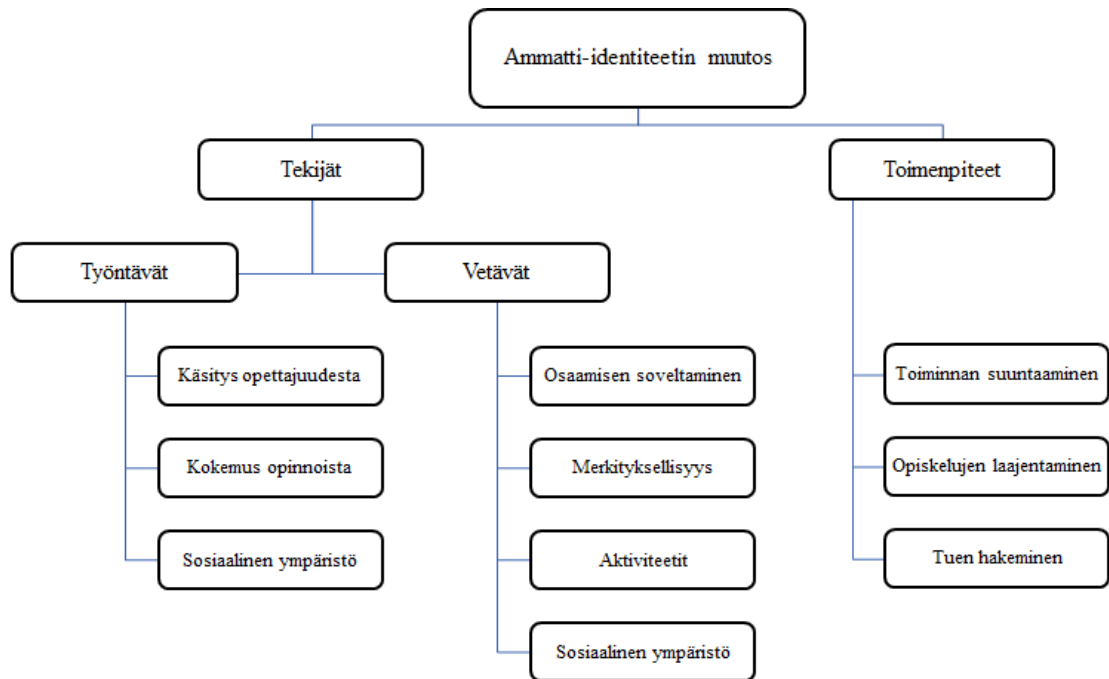 Ammatti-identiteetin muutos
Tekijät
Toimenpiteet
Työntävät
Vetävät
Käsitys opettajuudesta
Osaamisen soveltaminen
Toiminnan suuntaaminen
Kokemus opinnoista
Merkityksellisyys
Opiskelujen laajentaminen
Sosiaalinen ympäristö
Aktiviteetit
Tuen hakeminen
Sosiaalinen ympäristö